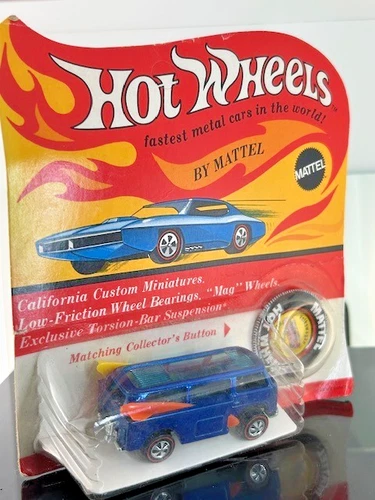 Hot Wheels
fastest metal cars in the world!
BY MATTEL
MATTEL
California Custom Miniatures.
Low-Friction Wheel Bearings. "Mag" Wheels.
Exclusive Torsion-Bar Suspension*
Matching Collector's Button
MATTEL